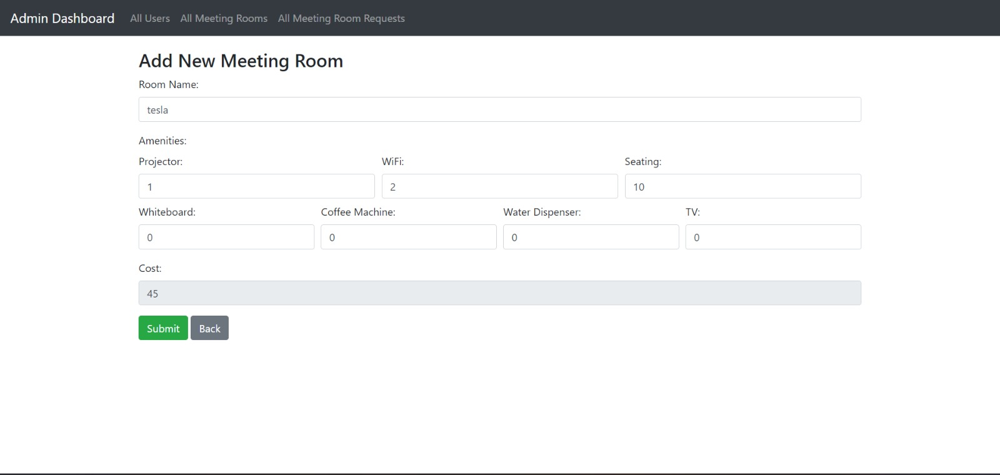 Admin Dashboard All Users All Meeting Rooms All Meeting Room Requests
Add New Meeting Room
Room Name:
tesla
Amenities:
Projector: WiFi: Seating:
1 2 10
Whiteboard: Coffee Machine: Water Dispenser: TV:
0 0 0 0
Cost:
45
Submit Back